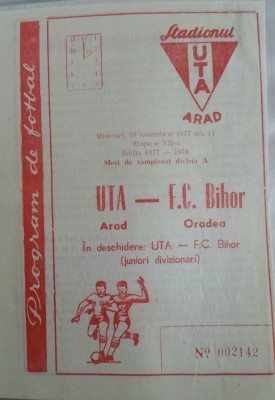 Program de fotbal
Stadionul
UTA
ARAD
Miercuri, 16 noiembrie 1977 ora 14
Etapa a XII-a
Ediția 1977 — 1978
Meci de campionat divizia A
UTA — F.C. Bihor
Arad Oradea
În deschidere: UTA — F.C. Bihor
(juniori divizionari)
Nº 002142